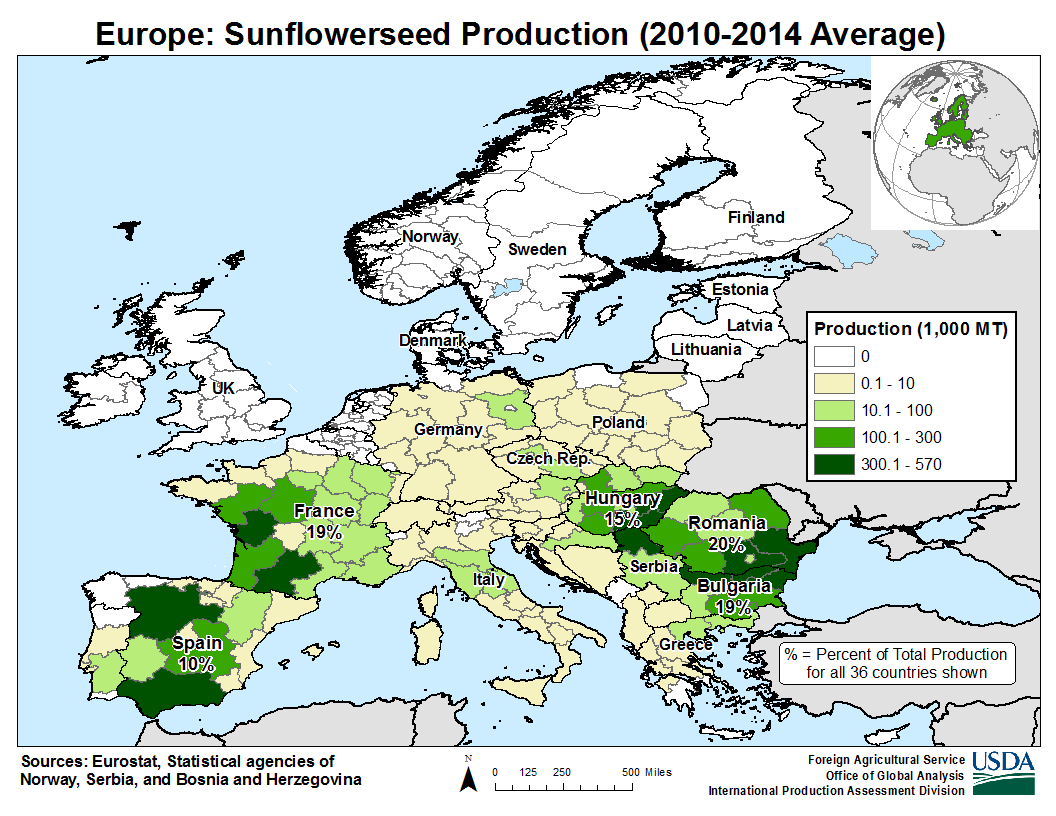 Europe: Sunflowerseed Production (2010-2014 Average)
Norway
Sweden
Finland
Estonia
Latvia
Lithuania
Denmark
UK
Germany
Poland
Czech Rep.
France
19%
Hungary
15%
Romania
20%
Serbia
Bulgaria
19%
Italy
Spain
10%
Greece
Production (1,000 MT)
0
0.1 - 10
10.1 - 100
100.1 - 300
300.1 - 570
% = Percent of Total Production
for all 36 countries shown
Sources: Eurostat, Statistical agencies of
Norway, Serbia, and Bosnia and Herzegovina
N
0 125 250 500 Miles
Foreign Agricultural Service
Office of Global Analysis
International Production Assessment Division
USDA